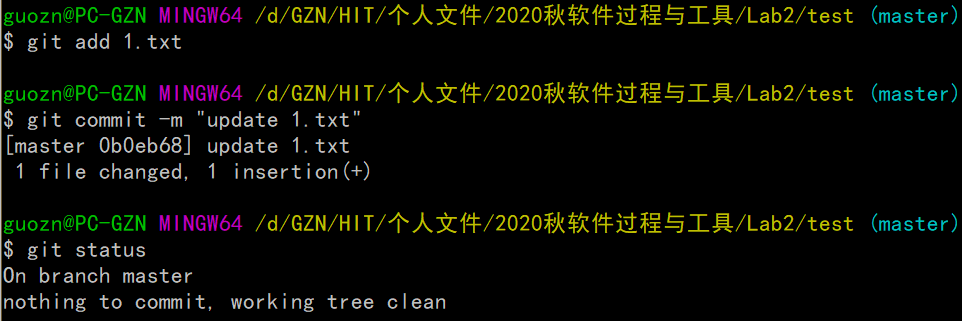 guozn@PC-GZN MINGW64 /d/GZN/HIT/个人文件/2020秋软件过程与工具/Lab2/test (master)
$ git add 1.txt
guozn@PC-GZN MINGW64 /d/GZN/HIT/个人文件/2020秋软件过程与工具/Lab2/test (master)
$ git commit -m "update 1.txt"
[master 0b0eb68] update 1.txt
1 file changed, 1 insertion(+)
guozn@PC-GZN MINGW64 /d/GZN/HIT/个人文件/2020秋软件过程与工具/Lab2/test (master)
$ git status
On branch master
nothing to commit, working tree clean